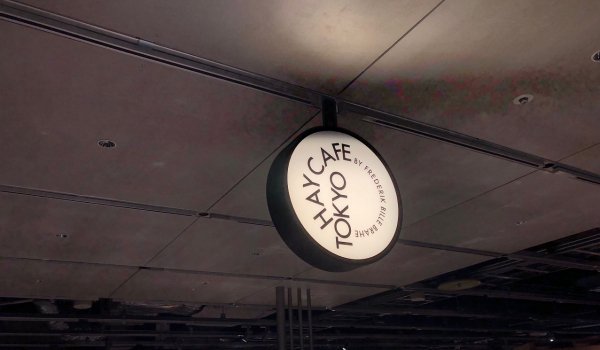 HAY CAFE
TOKYO
BY FREDERIK BILLE BRAHE